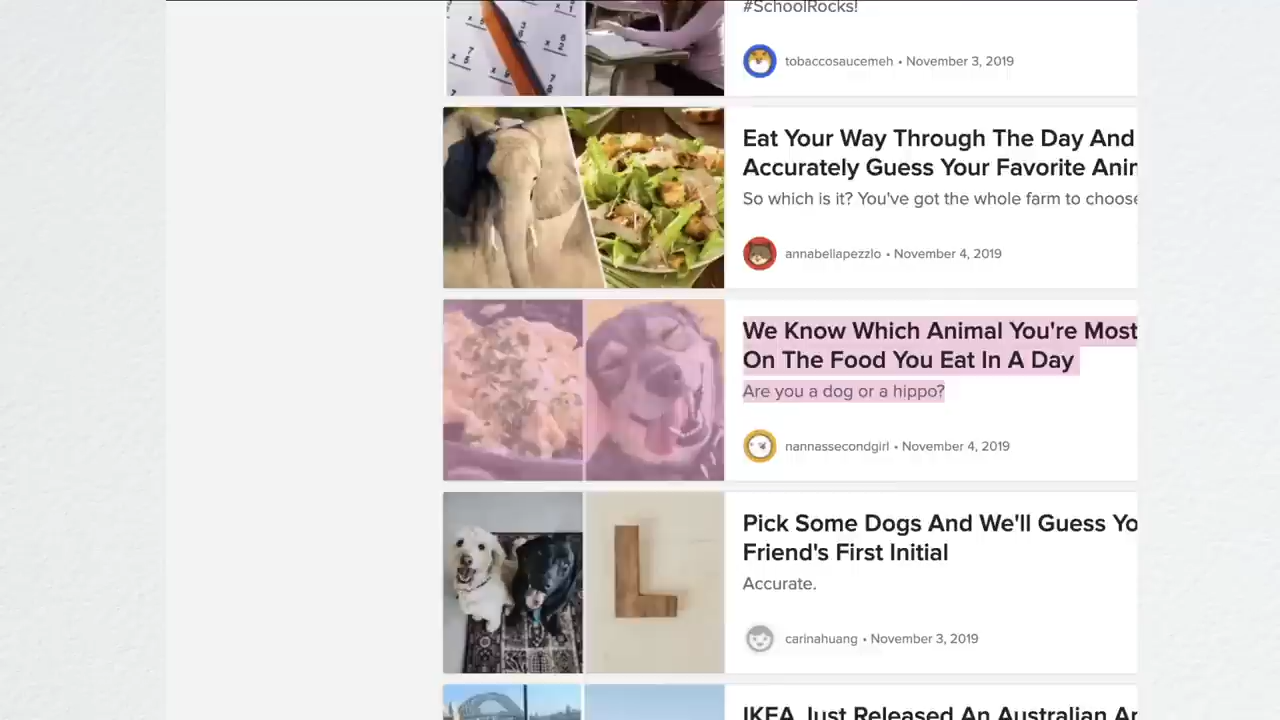 #SchoolRocks!
tobaccosaucemeh • November 3, 2019
Eat Your Way Through The Day And
Accurately Guess Your Favorite
So which is it? You've got the whole farm to choose
annabellapezzlo • November 4, 2019
We Know Which Animal You're Most
On The Food You Eat In A Day
Are you a dog or a hippo?
nannassecondgirl • November 4, 2019
Pick Some Dogs And We'll Guess
Friend's First Initial
Accurate.
carinahuang • November 3, 2019
IKEA Just Released An Australian